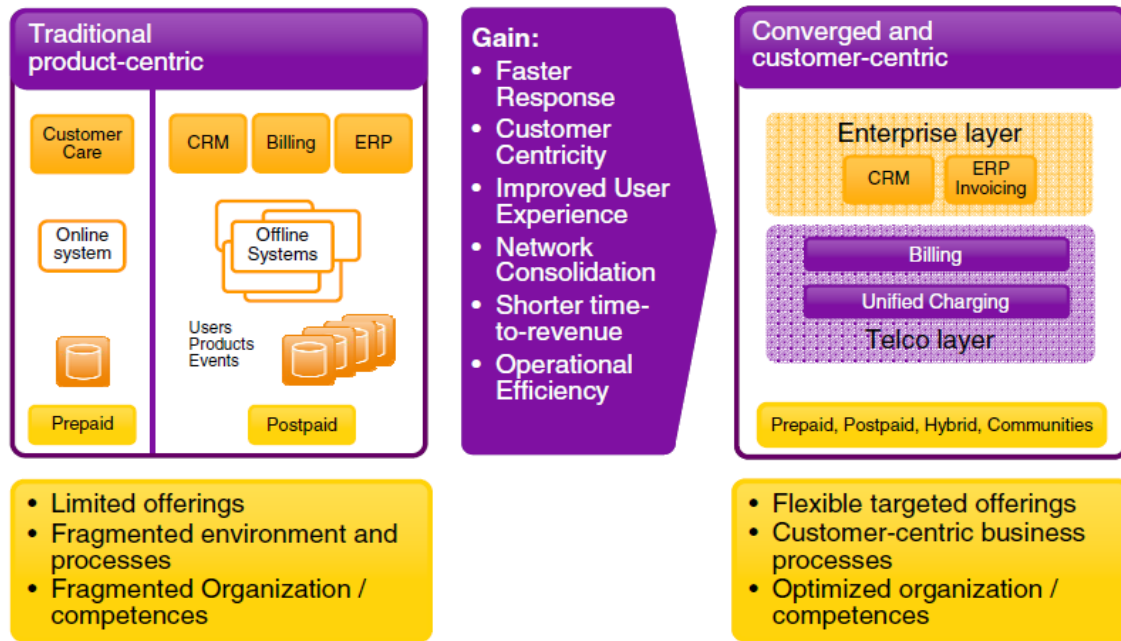 Traditional
product-centric
Customer
Care
CRM
Billing
ERP
Online
system
Offline
Systems
Users
Products
Events
Prepaid
Postpaid
• Limited offerings
• Fragmented environment and
processes
• Fragmented Organization /
competences
Gain:
• Faster
Response
• Customer
Centricity
• Improved User
Experience
• Network
Consolidation
• Shorter time-
to-revenue
• Operational
Efficiency
Converged and
customer-centric
Enterprise layer
CRM
ERP
Invoicing
Billing
Unified Charging
Telco layer
Prepaid, Postpaid, Hybrid, Communities
• Flexible targeted offerings
• Customer-centric business
processes
• Optimized organization /
competences